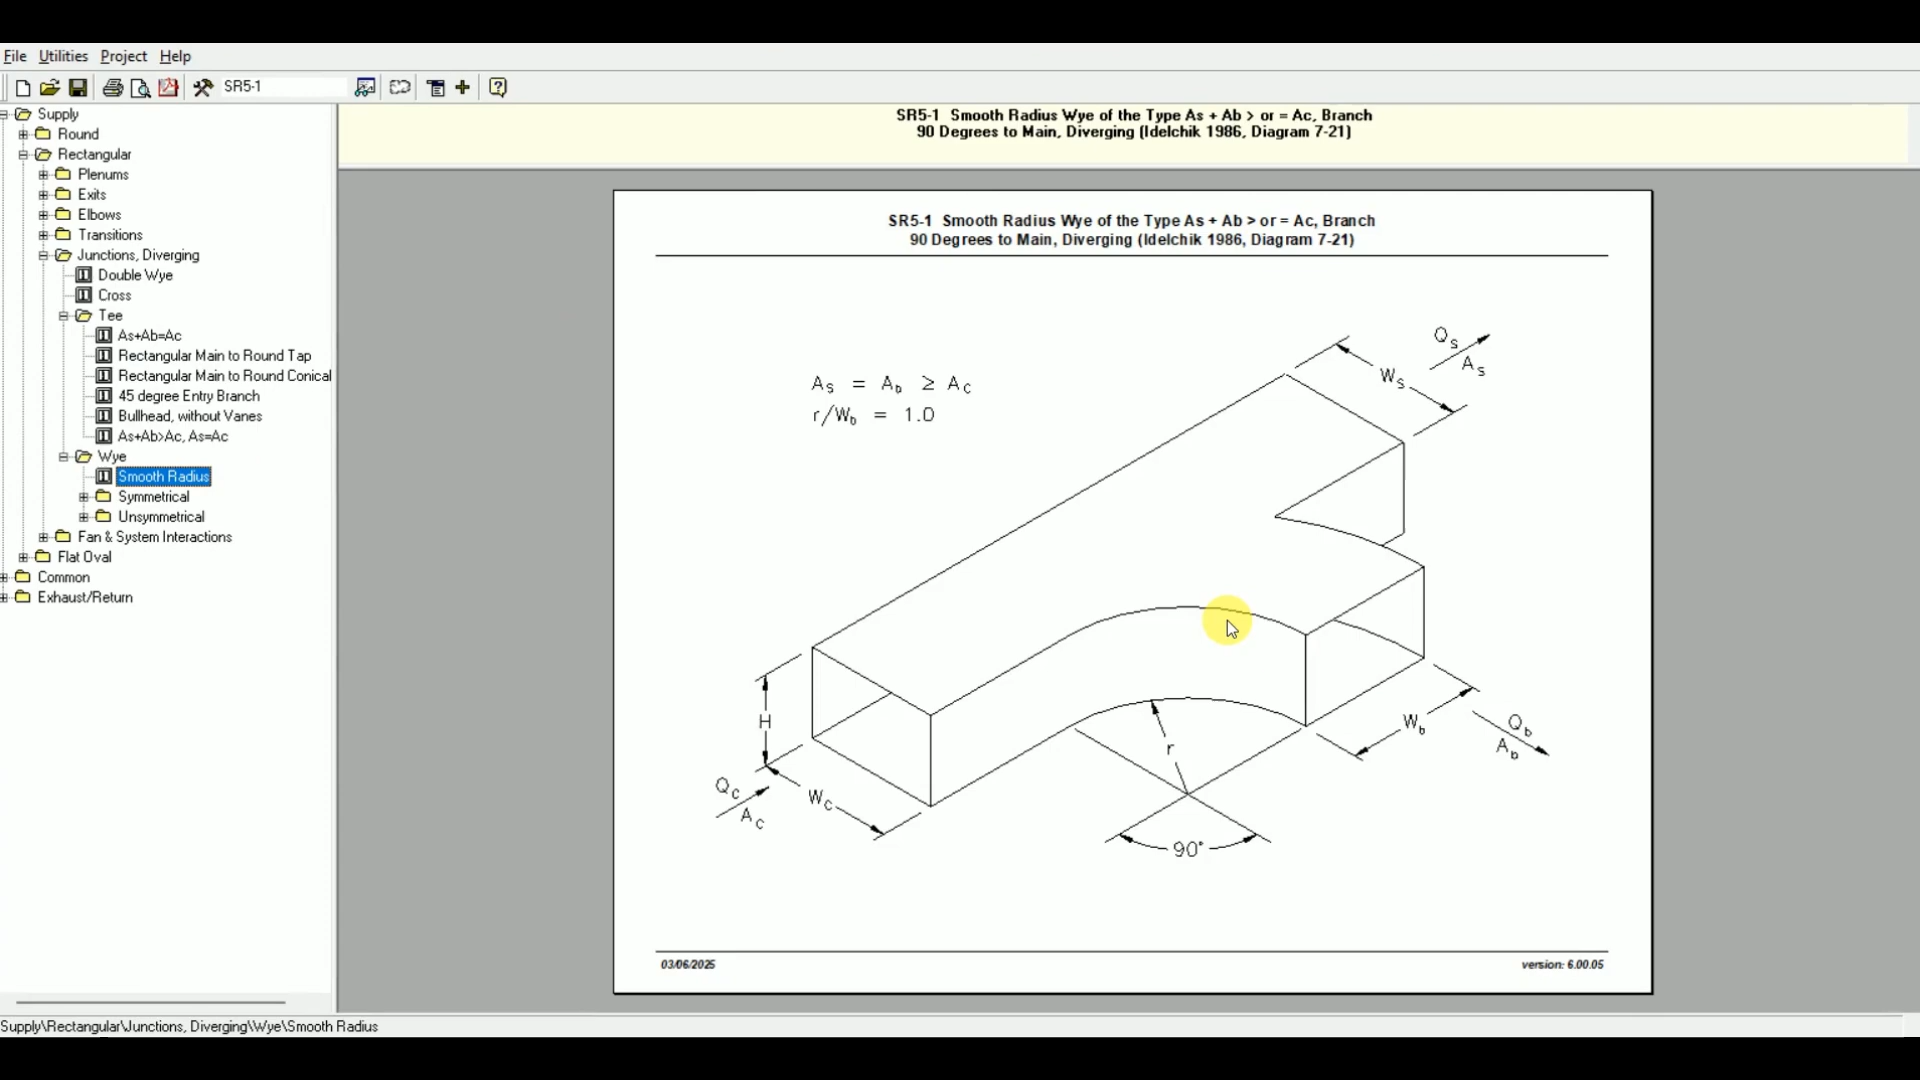 File Utilities Project Help
SR5-1
Supply
Round
Rectangular
Plenums
Exits
Elbows
Transitions
Junctions, Diverging
Double Wye
Cross
Tee
As+Ab=Ac
Rectangular Main to Round Tap
Rectangular Main to Round Conical
45 degree Entry Branch
Bullhead, without Vanes
As+Ab>Ac, As=Ac
Wye
Smooth Radius
Symmetrical
Unsymmetrical
Fan & System Interactions
Flat Oval
Common
Exhaust/Return
SR5-1 Smooth Radius Wye of the Type As + Ab > or = Ac, Branch
90 Degrees to Main, Diverging (Idelchik 1986, Diagram 7-21)
SR5-1 Smooth Radius Wye of the Type As + Ab > or = Ac, Branch
90 Degrees to Main, Diverging (Idelchik 1986, Diagram 7-21)
As = Ab ≥ Ac
r/Wb = 1.0
Qs
As
Ws
H
Qc
Ac
Wc
r
90°
Wb
Qb
Ab
03/06/2025
version: 6.00.05
Supply\Rectangular\Junctions, Diverging\Wye\Smooth Radius